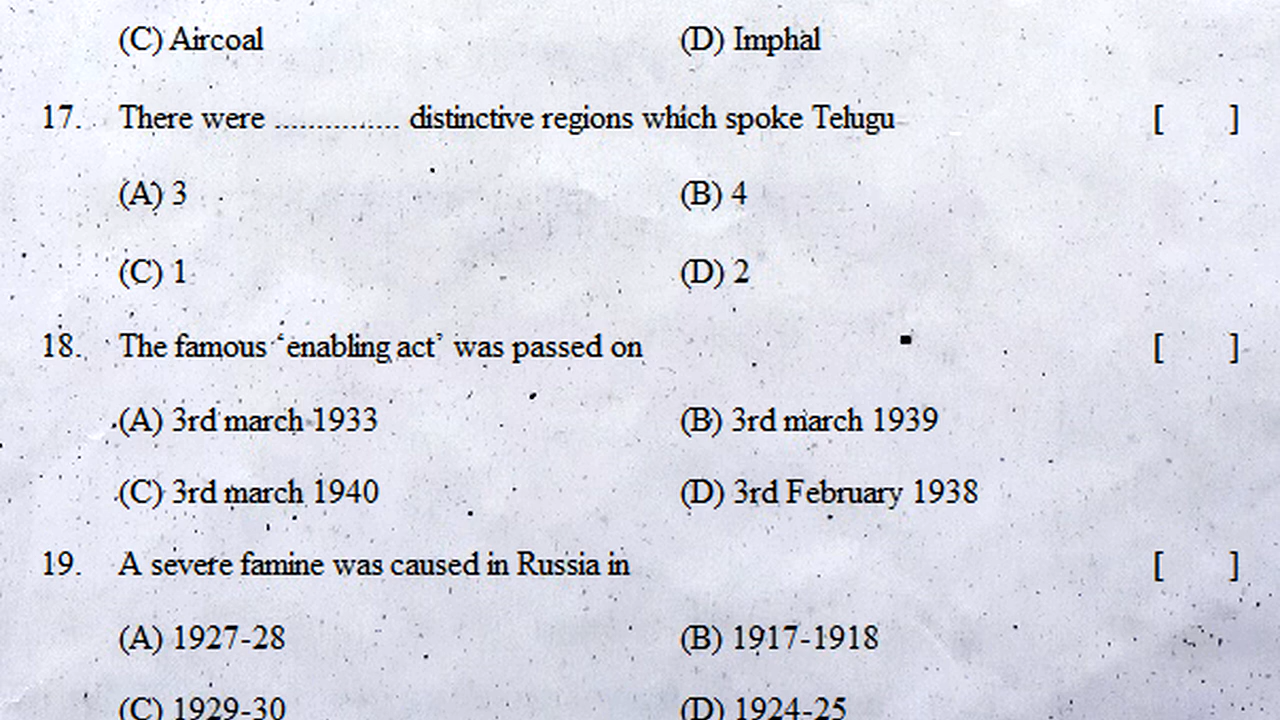 (C) Aircoal (D) Imphal
17. There were ............... distinctive regions which spoke Telugu [ ]
(A) 3 (B) 4
(C) 1 (D) 2
18. The famous ‘enabling act’ was passed on [ ]
(A) 3rd march 1933 (B) 3rd march 1939
(C) 3rd march 1940 (D) 3rd February 1938
19. A severe famine was caused in Russia in [ ]
(A) 1927-28 (B) 1917-1918
(C) 1929-30 (D) 1924-25